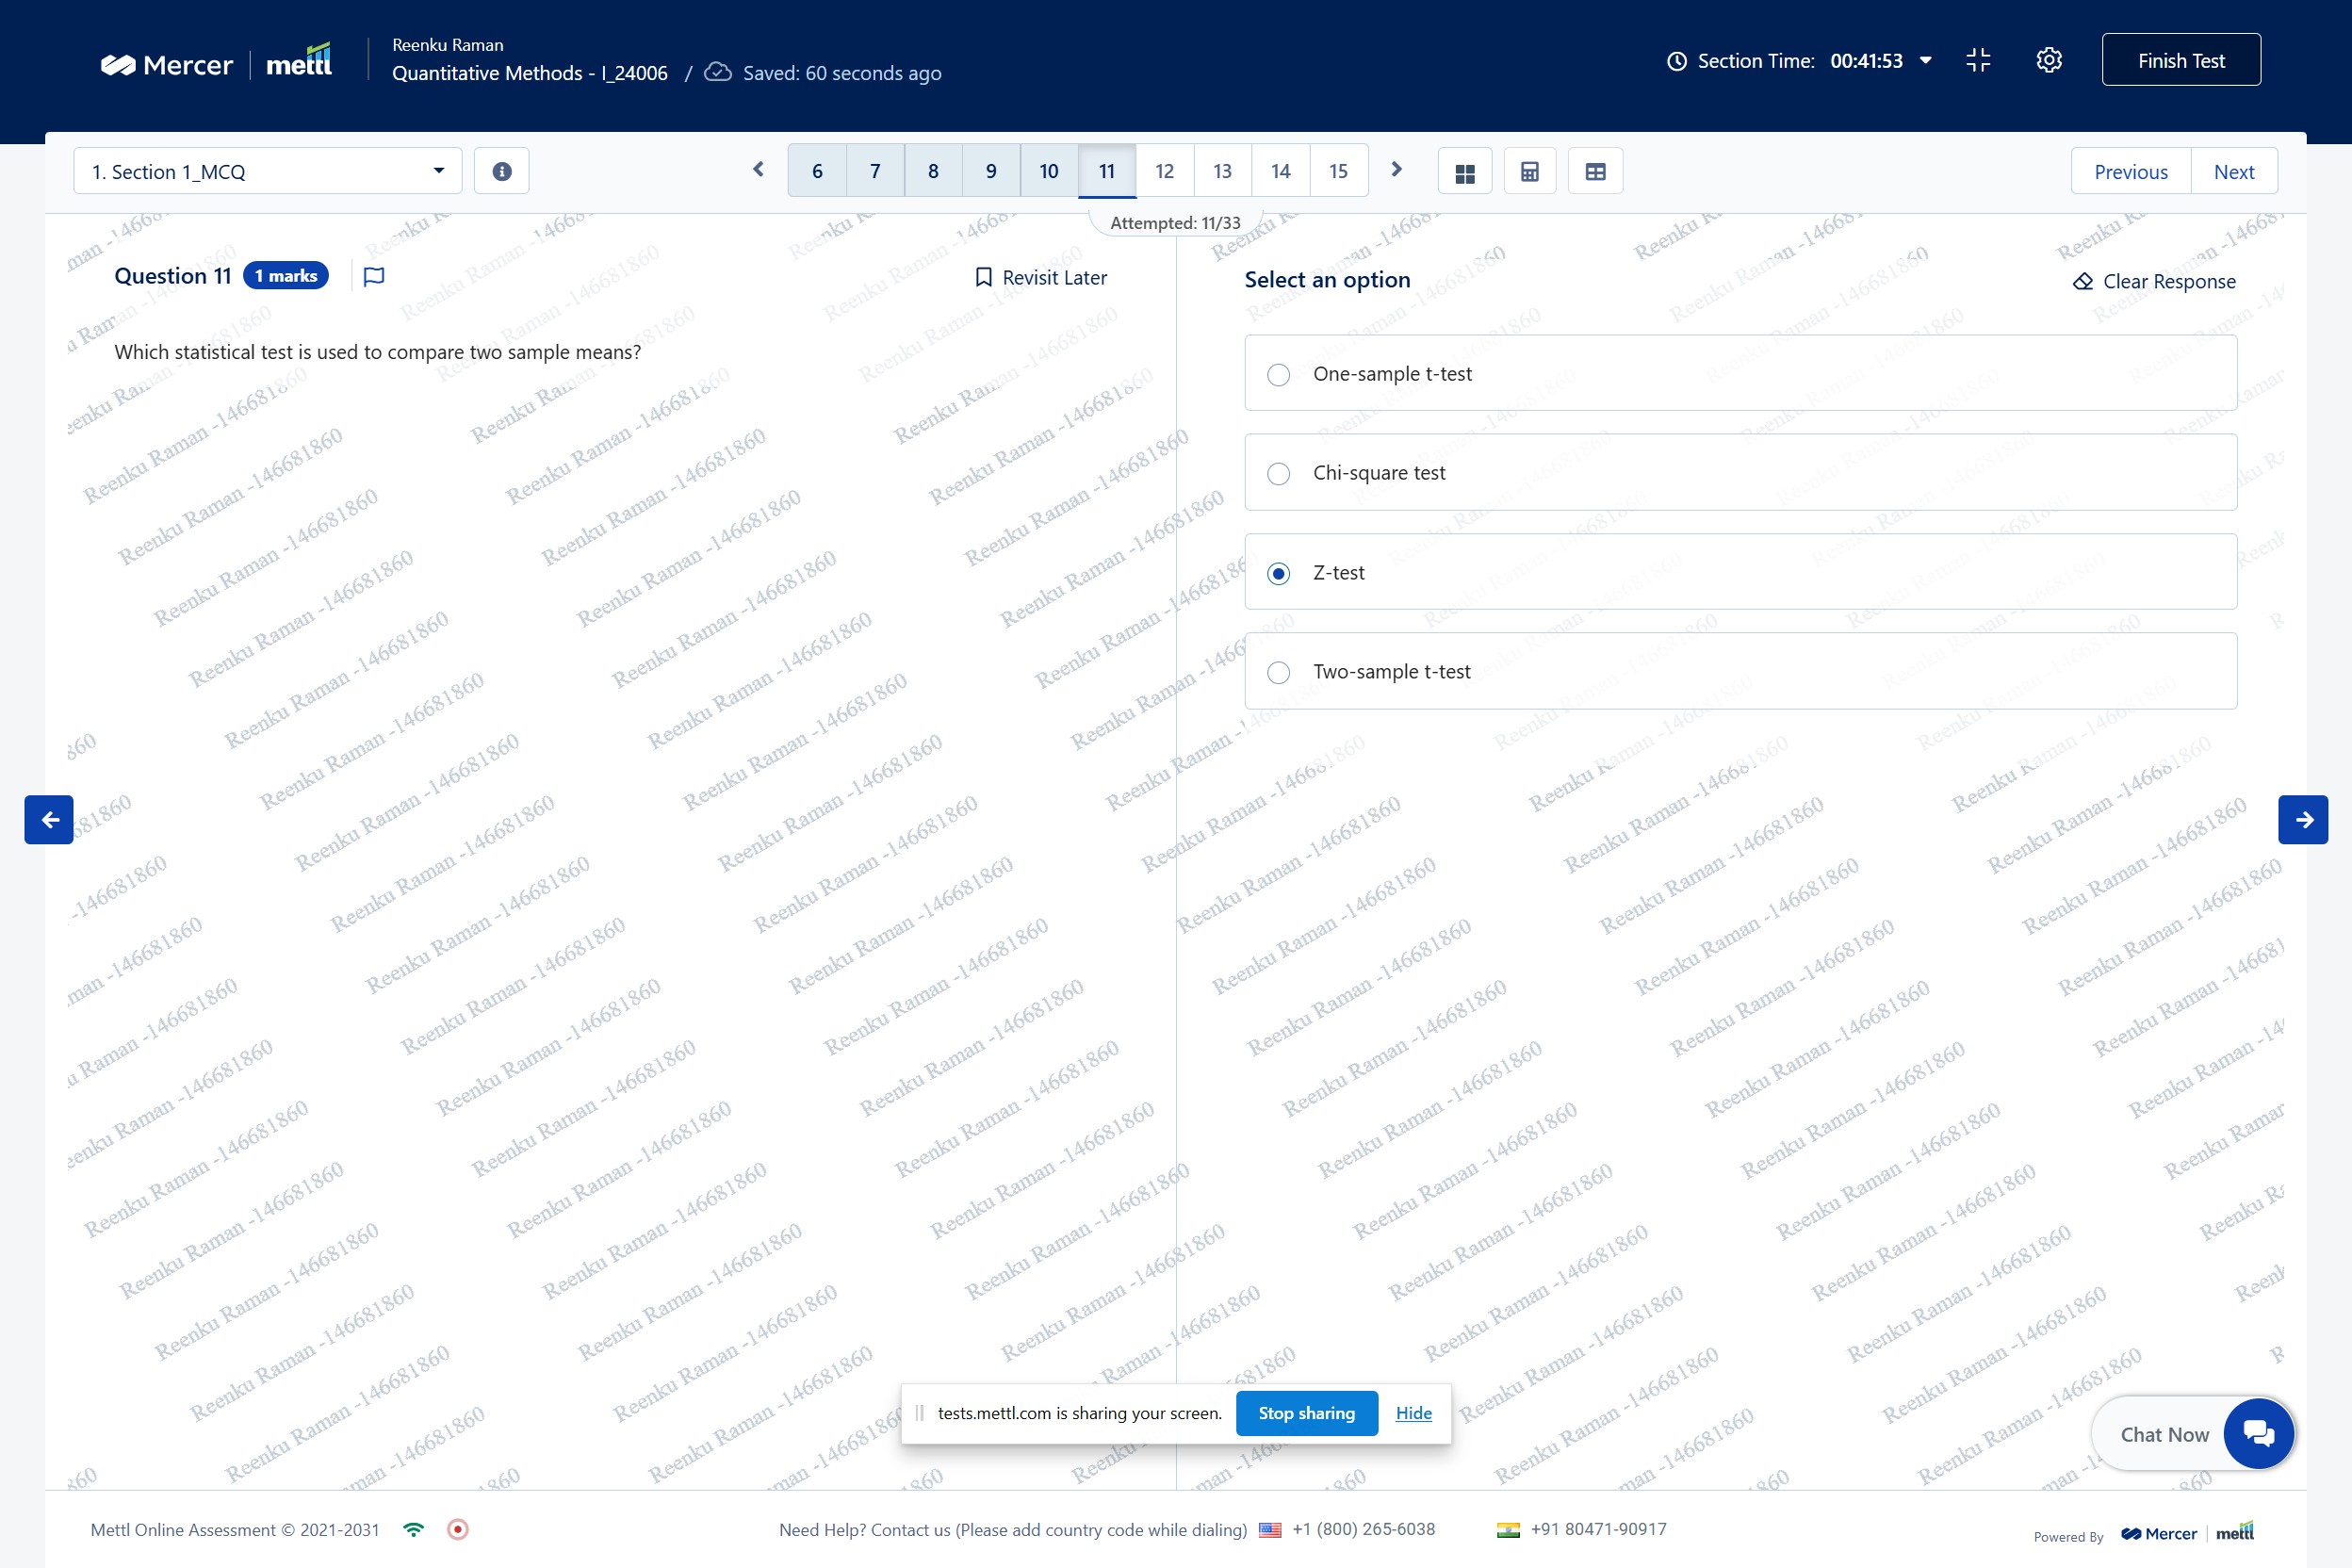 Mercer
mettl
Reenku Raman
Quantitative Methods - I_24006 / Saved: 60 seconds ago
Section Time: 00:41:53
Finish Test
1. Section 1_MCQ
6 7 8 9 10 11 12 13 14 15
Previous
Next
Attempted: 11/33
Question 11
1 marks
Revisit Later
Which statistical test is used to compare two sample means?
Select an option
Clear Response
One-sample t-test
Chi-square test
Z-test
Two-sample t-test
Reenku Raman -146681860
tests.mettl.com is sharing your screen.
Stop sharing
Hide
Chat Now
Mettl Online Assessment © 2021-2031
Need Help? Contact us (Please add country code while dialing)
+1 (800) 265-6038
+91 80471-90917
Powered By
Mercer
mettl